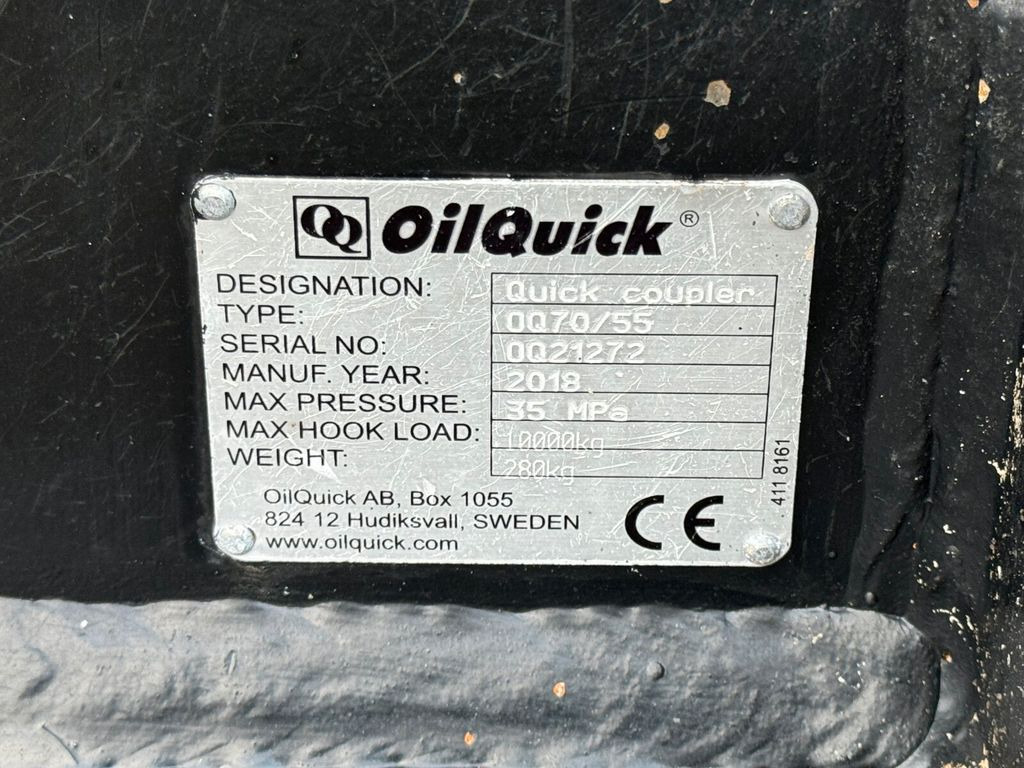 OQ OilQuick®
DESIGNATION: Quick coupler
TYPE: OQ70/55
SERIAL NO: OQ21272
MANUF. YEAR: 2018
MAX PRESSURE: 35 MPa
MAX HOOK LOAD: 10000kg
WEIGHT: 280kg
OilQuick AB, Box 1055
824 12 Hudiksvall, SWEDEN
www.oilquick.com
CE
411 8161